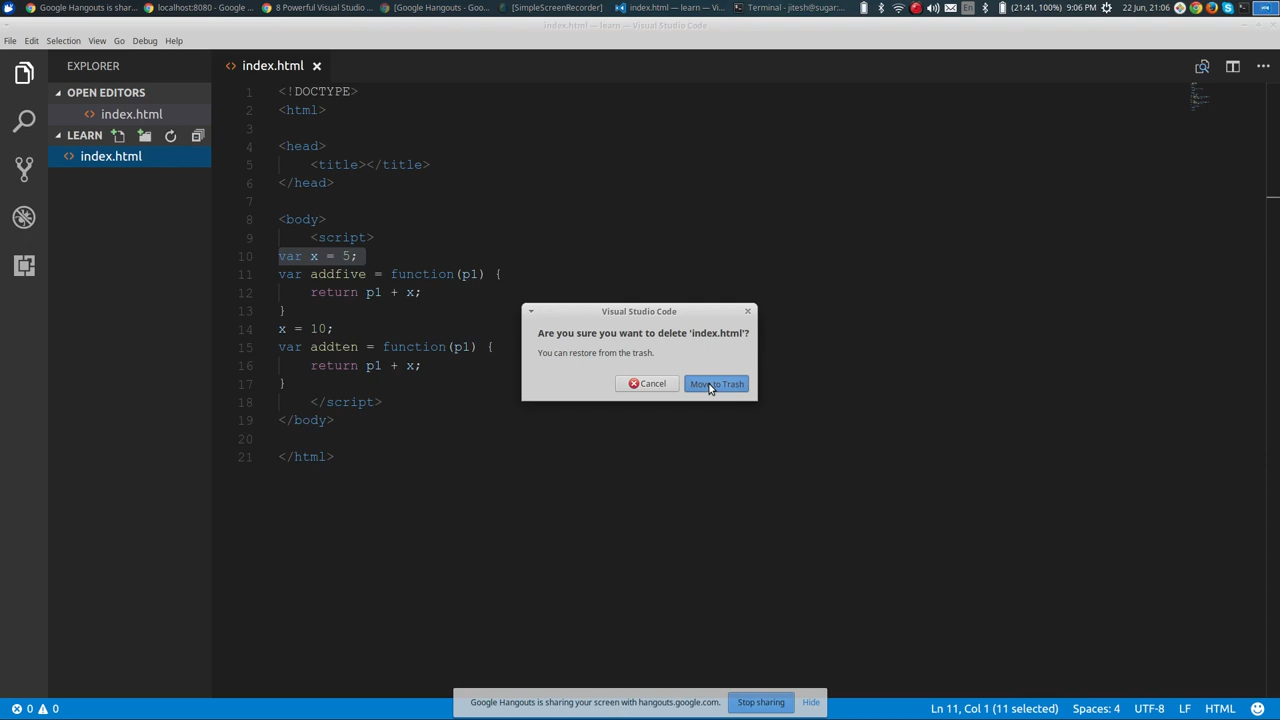 Google Hangouts is shar...
localhost:8080 - Google ...
8 Powerful Visual Studio ...
[Google Hangouts - Goo...
[SimpleScreenRecorder]
index.html — learn — Vi...
Terminal - jitesh@sugar:...
En
(21:41, 100%)
9:06 PM
22 Jun, 21:06
index.html — learn — Visual Studio Code
File Edit Selection View Go Debug Help
EXPLORER
OPEN EDITORS
index.html
LEARN
index.html
index.html
1 <!DOCTYPE>
2 <html>
3
4 <head>
5 <title></title>
6 </head>
7
8 <body>
9 <script>
10 var x = 5;
11 var addfive = function(p1) {
12 return p1 + x;
13 }
14 x = 10;
15 var addten = function(p1) {
16 return p1 + x;
17 }
18 </script>
19 </body>
20
21 </html>
Visual Studio Code
Are you sure you want to delete 'index.html'?
You can restore from the trash.
Cancel Move to Trash
Google Hangouts is sharing your screen with hangouts.google.com. Stop sharing Hide
0 0 Ln 11, Col 1 (11 selected) Spaces: 4 UTF-8 LF HTML